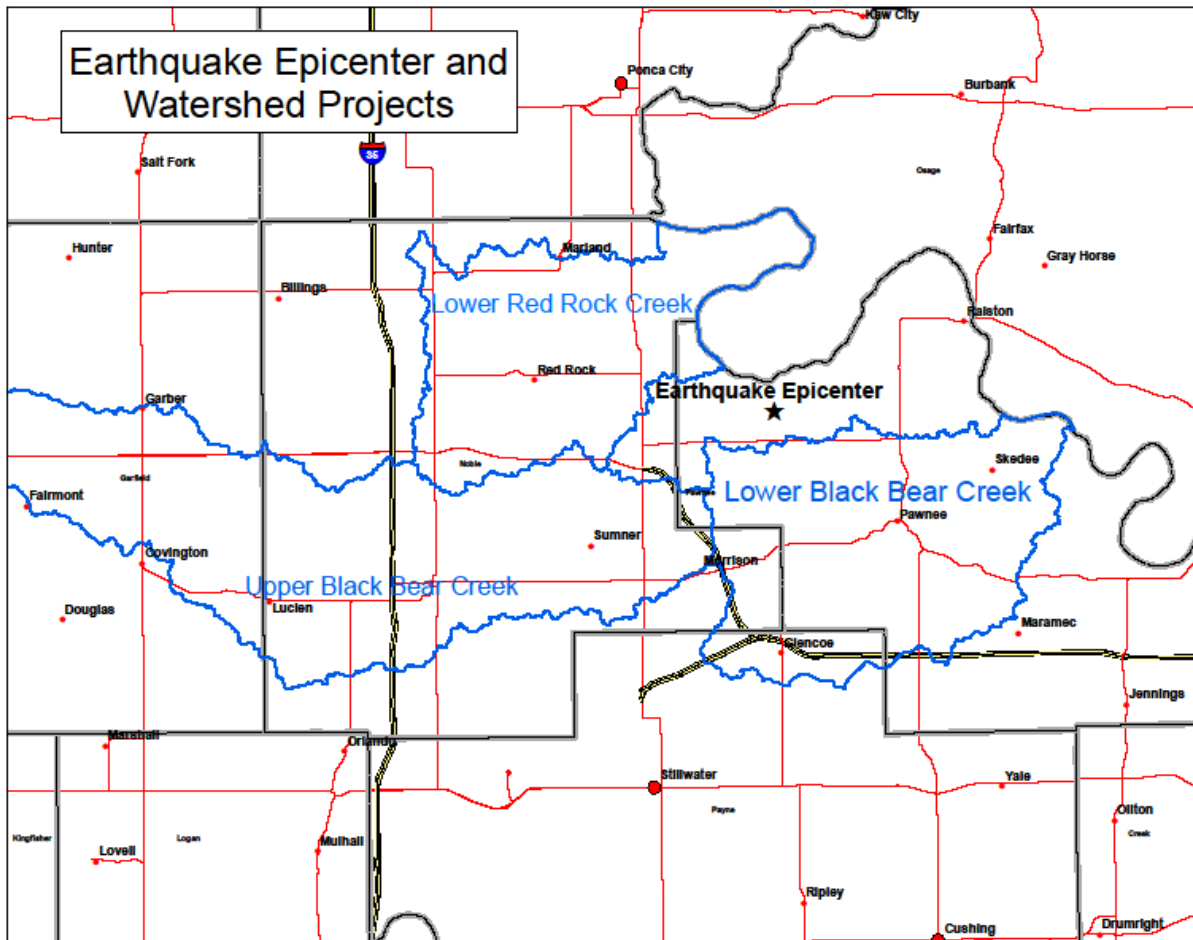 Earthquake Epicenter and
Watershed Projects
Kaw City
Ponca City
Burbank
35
Salt Fork
Osage
Hunter
Marland
Fairfax
Gray Horse
Billings
Lower Red Rock Creek
Ralston
Red Rock
Earthquake Epicenter
Garber
Noble
Skedee
Garfield
Fairmont
Pawnee
Lower Black Bear Creek
Pawnee
Sumner
Covington
Morrison
Upper Black Bear Creek
Douglas
Lucien
Maramec
Glencoe
Jennings
Marshall
Orlando
Stillwater
Yale
Payne
Oilton
Kingfisher
Logan
Creek
Mulhall
Lovell
Ripley
Cushing
Drumright